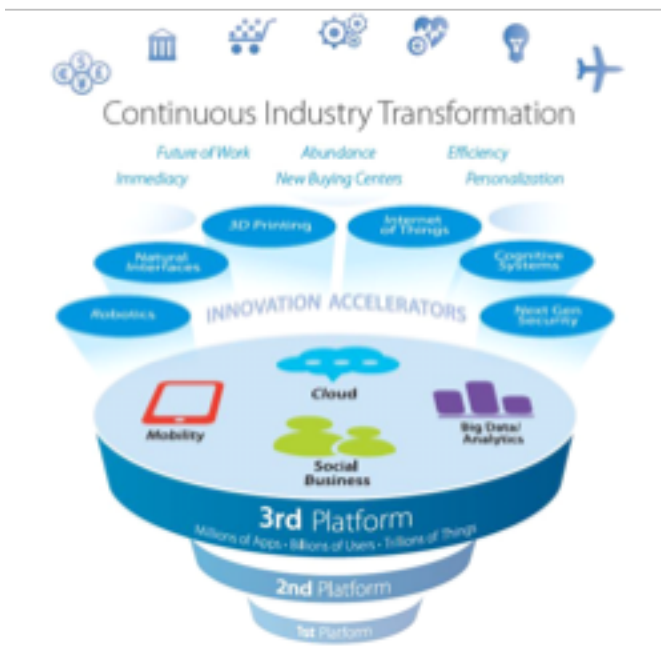 Continuous Industry Transformation
Future of Work Abundance Efficiency
Immediacy New Buying Centers Personalization
3D Printing
Internet
of Things
Natural
Interfaces
Cognitive
Systems
Robotics
INNOVATION ACCELERATORS
Next Gen
Security
Cloud
Mobility
Big Data/
Analytics
Social
Business
3rd Platform
Millions of Apps • Billions of Users • Trillions of Things
2nd Platform
1st Platform